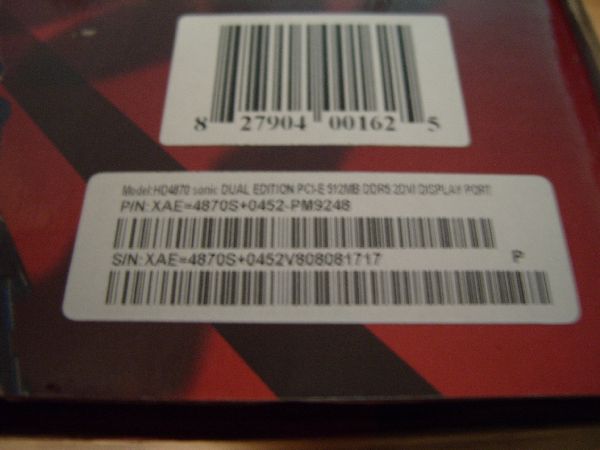 8 27904 00162 5
Model:HD4870 sonic DUAL EDITION PCI-E 512MB DDR5 2DVI DISPLAY PORT
P/N:XAE=4870S+0452-PM9248
S/N:XAE=4870S+0452V808081717 P